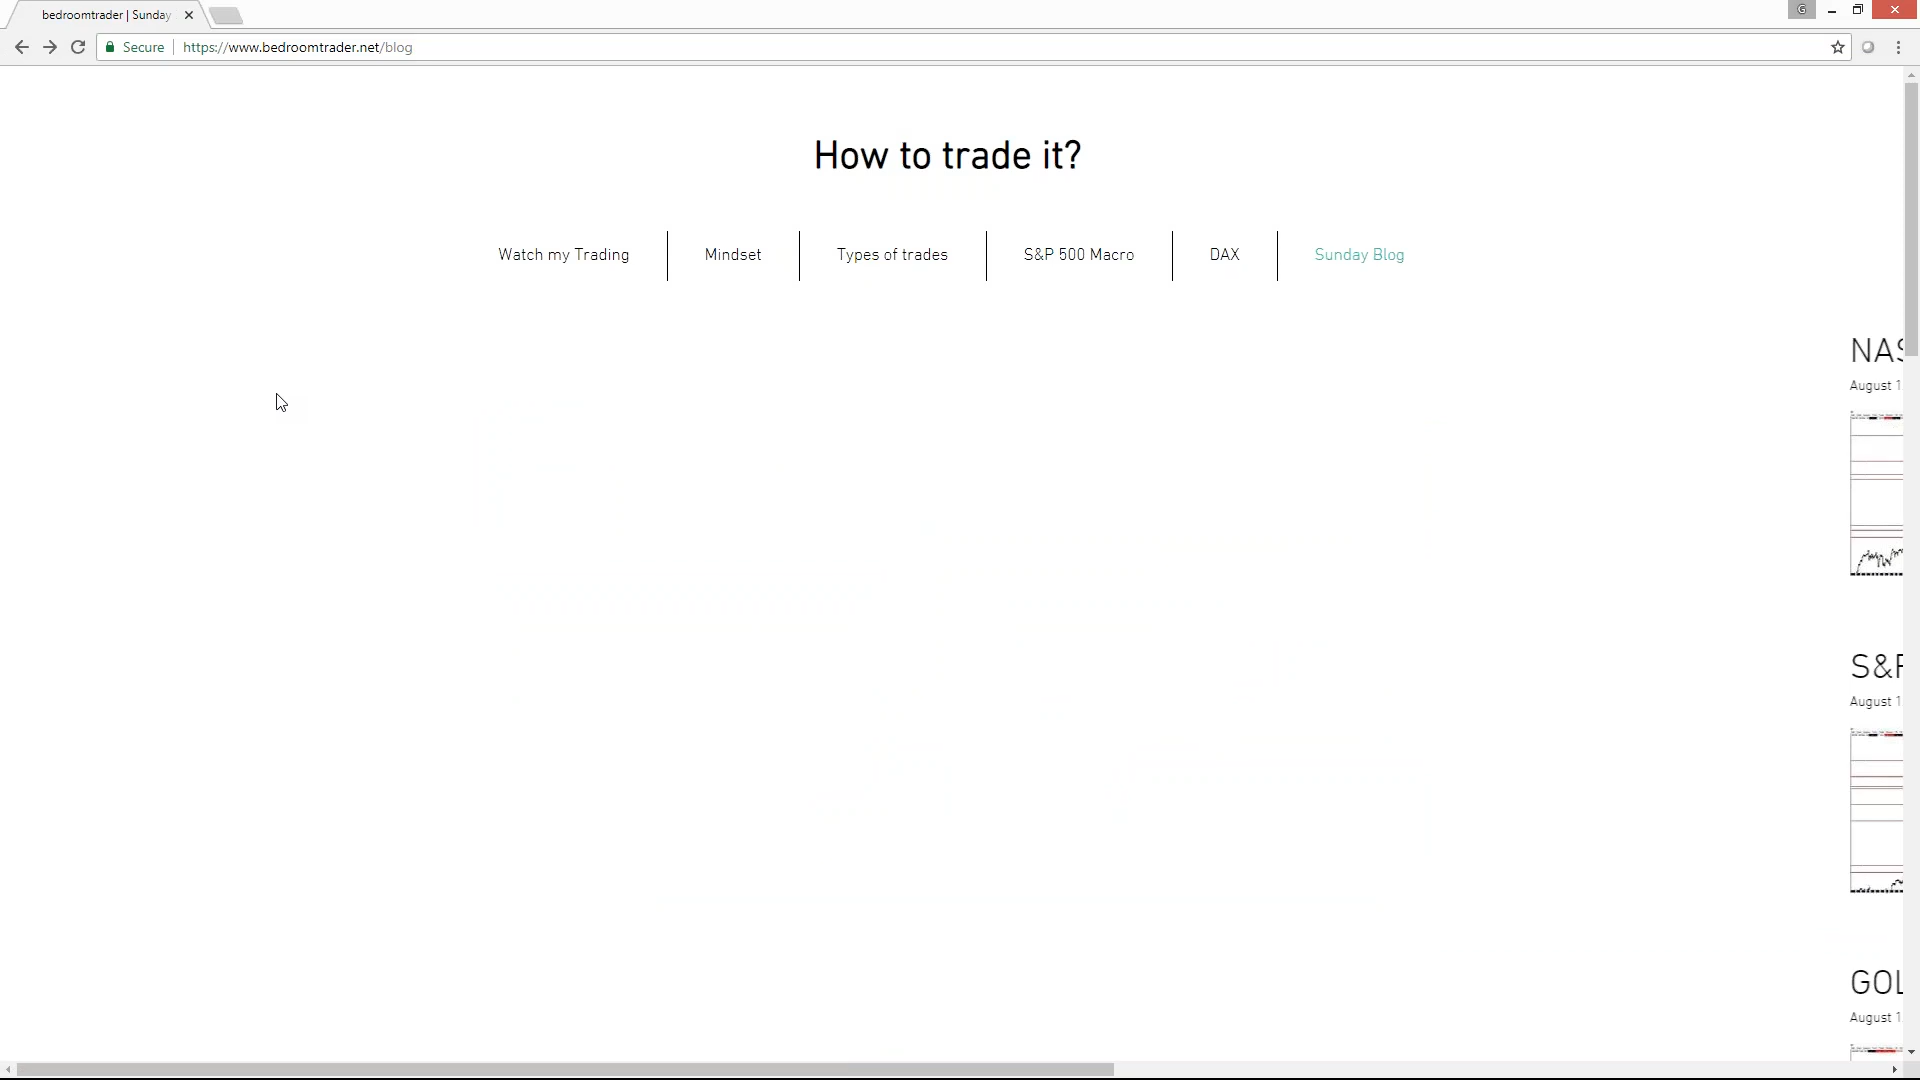 bedroomtrader | Sunday
Secure
https://www.bedroomtrader.net/blog
How to trade it?
Watch my Trading
Mindset
Types of trades
S&P 500 Macro
DAX
Sunday Blog
NAS
August 1
S&P
August 1
GOL
August 1